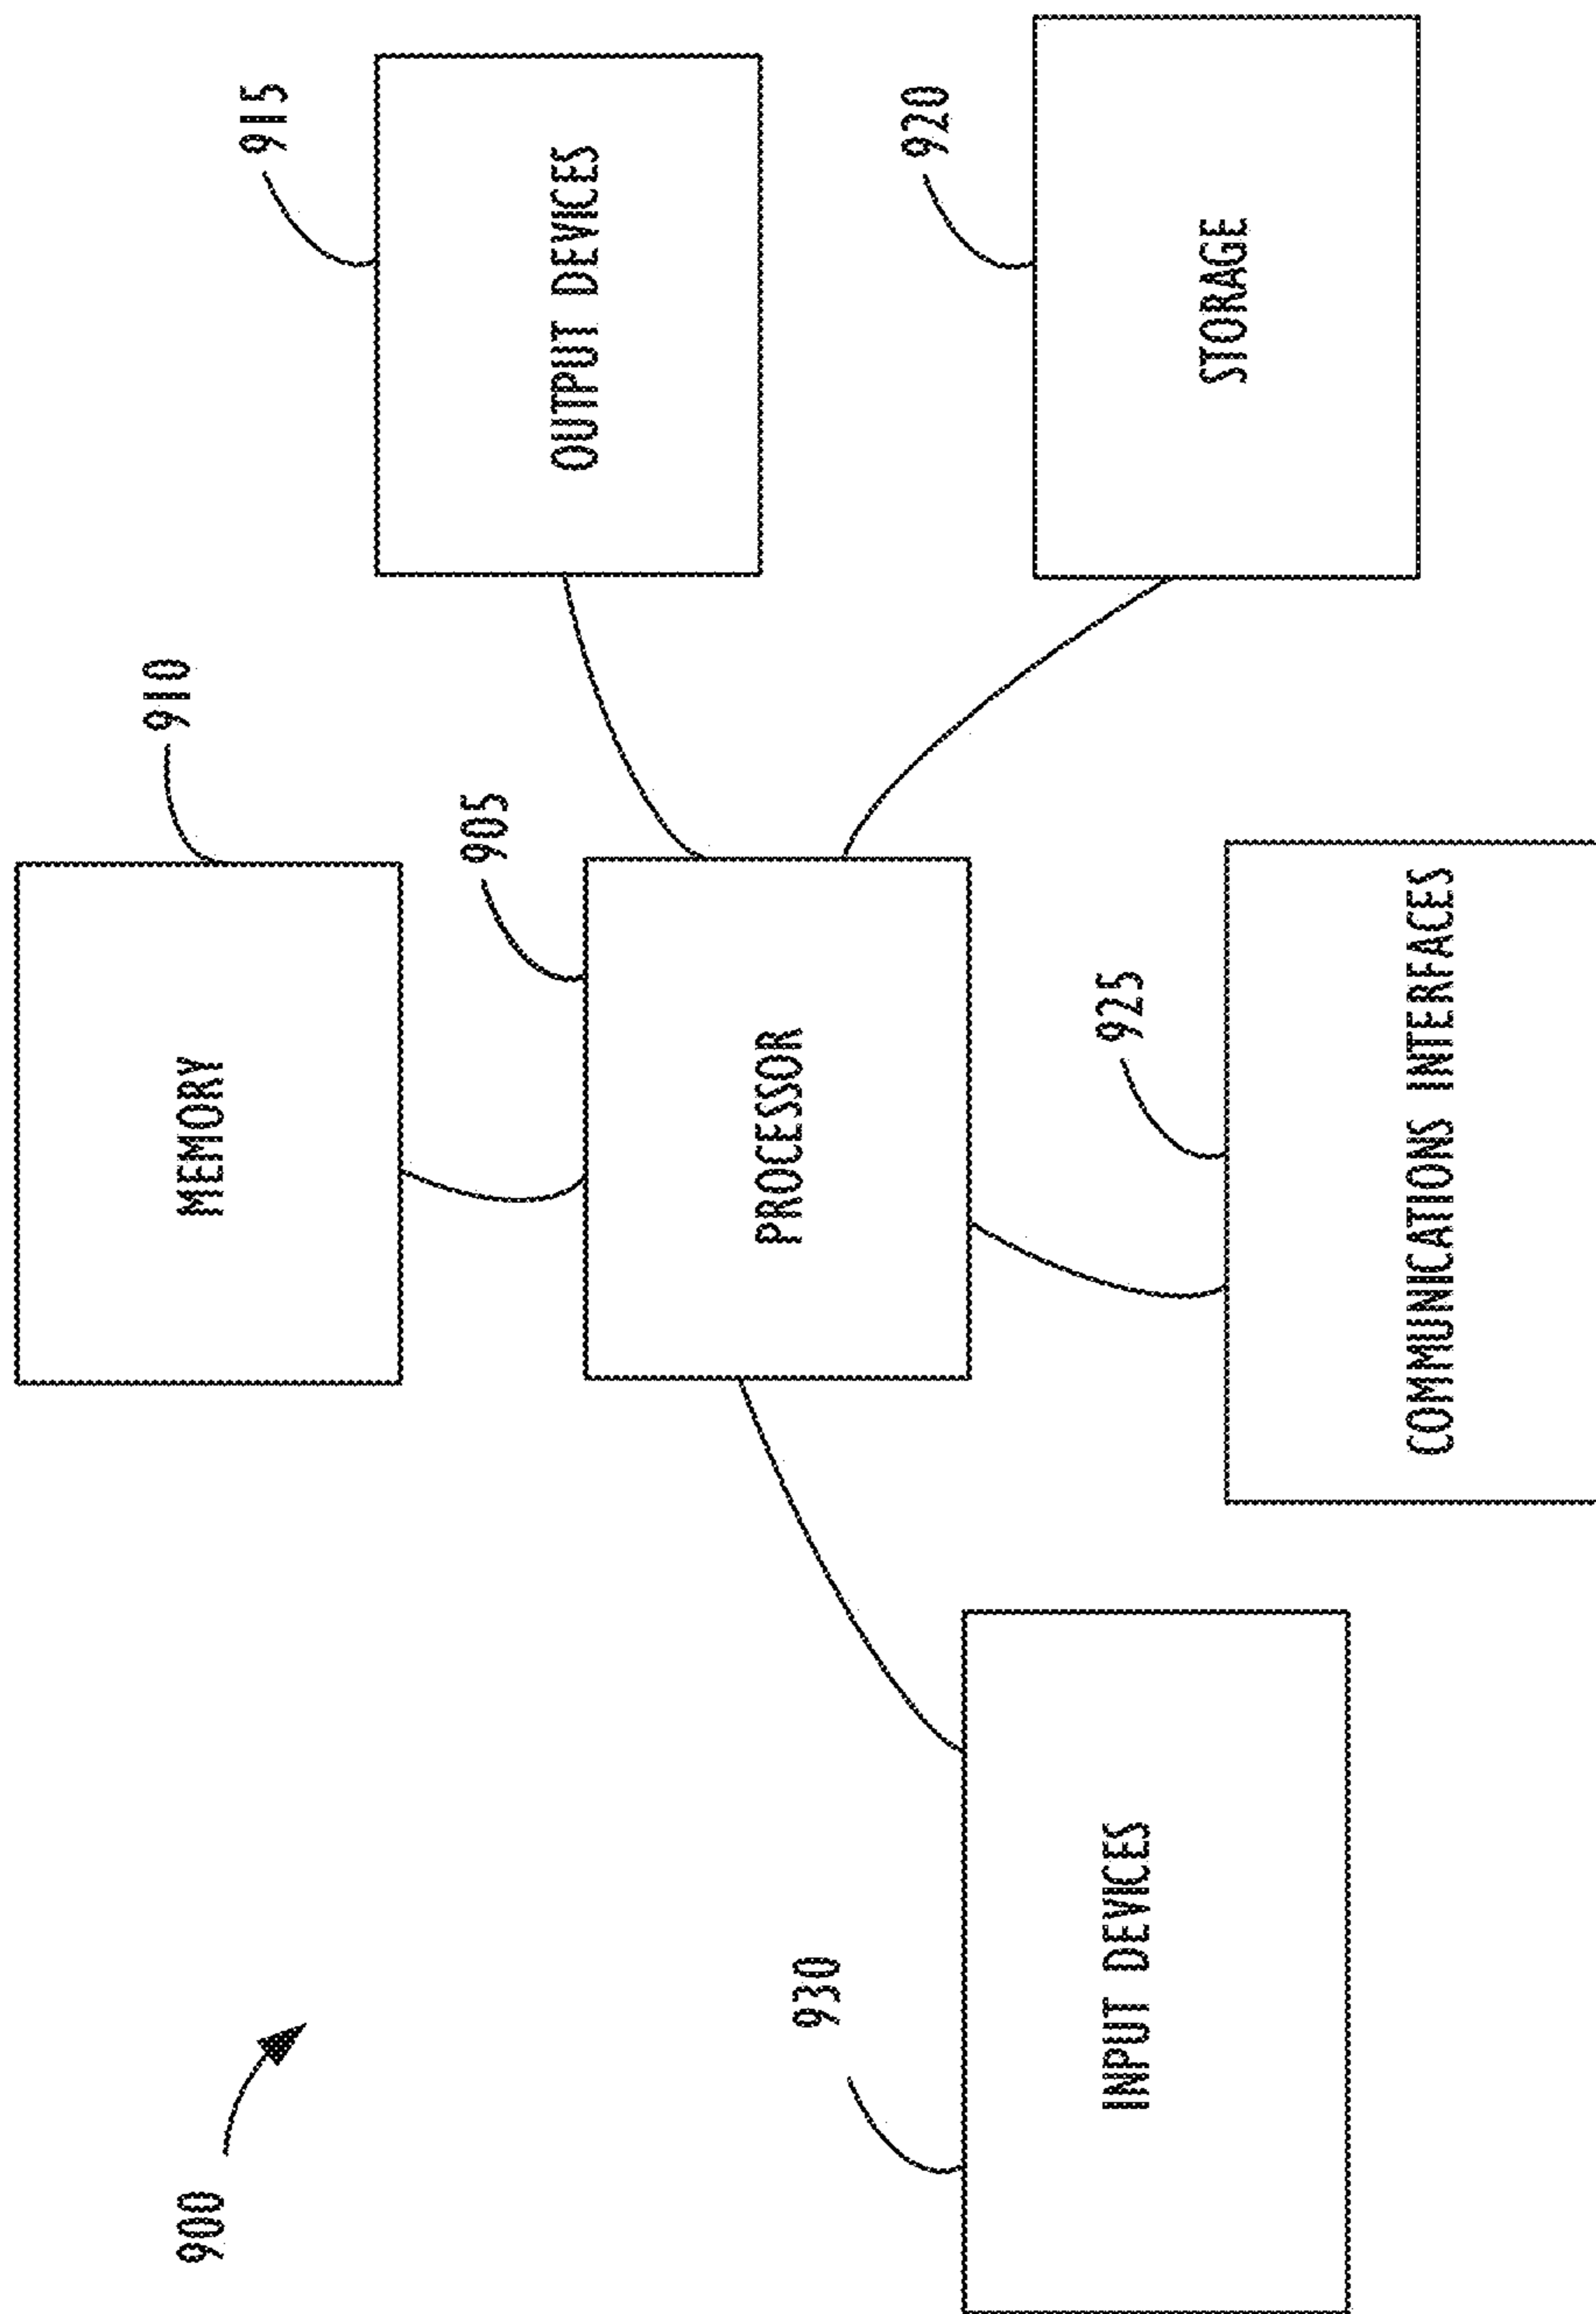 900
910
MEMORY
915
OUTPUT DEVICES
905
PROCESSOR
930
INPUT DEVICES
920
STORAGE
925
COMMUNICATIONS INTERFACES